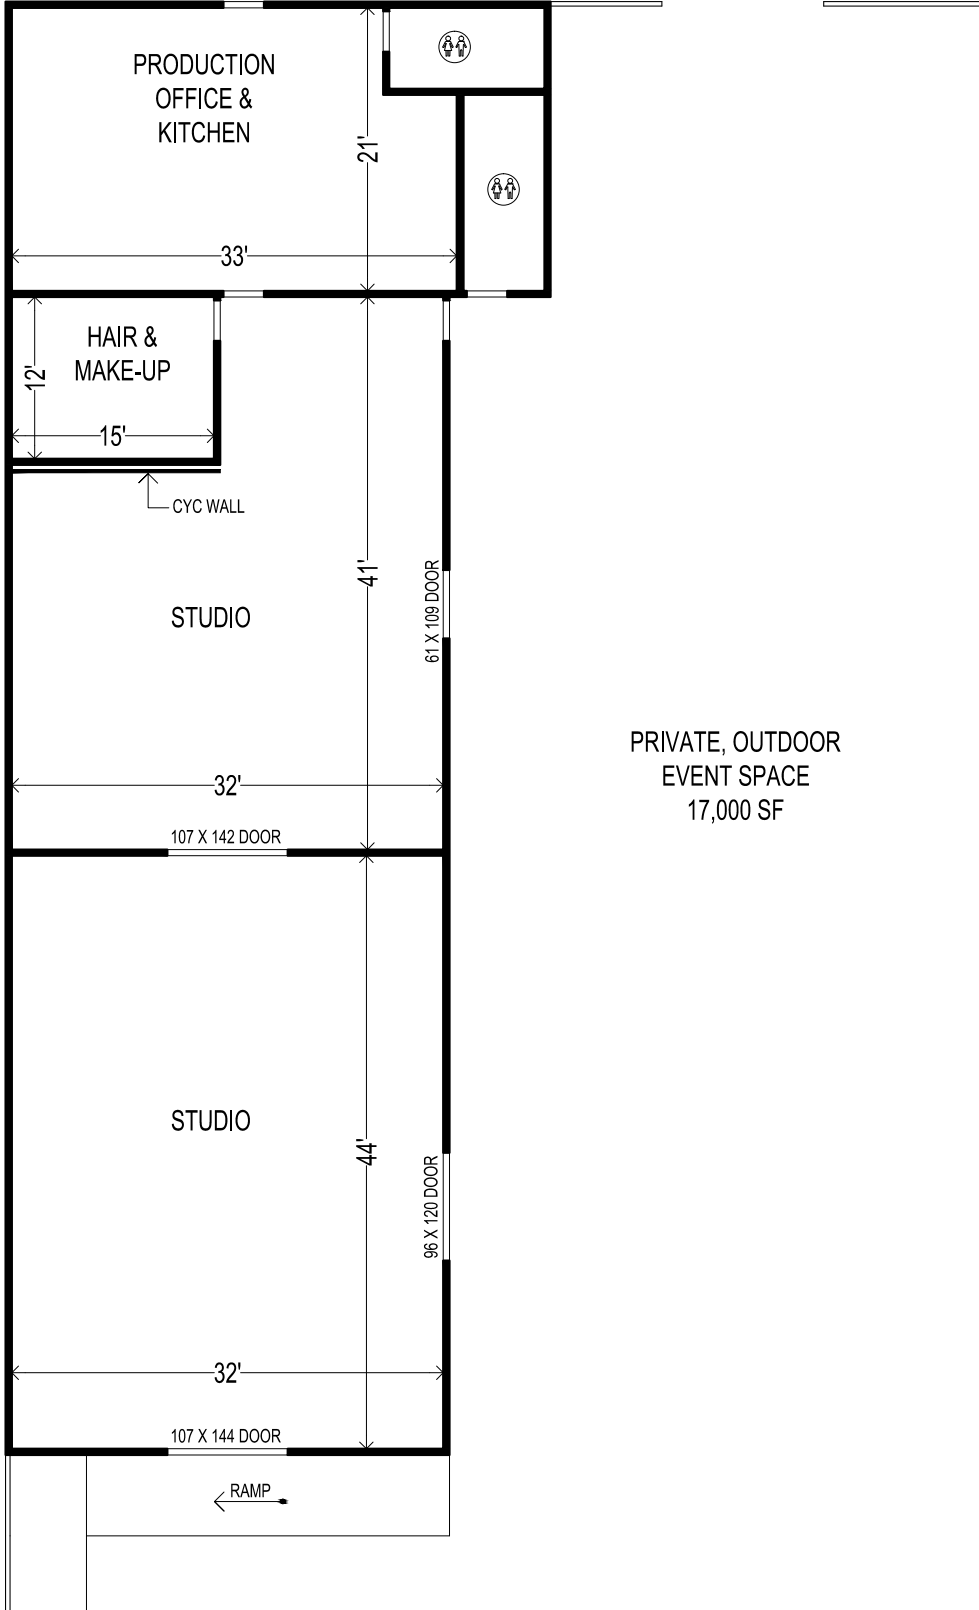 PRODUCTION
OFFICE &
KITCHEN
21'
33'
HAIR &
MAKE-UP
12'
15'
CYC WALL
41'
61 X 109 DOOR
STUDIO
32'
107 X 142 DOOR
PRIVATE, OUTDOOR
EVENT SPACE
17,000 SF
STUDIO
44'
96 X 120 DOOR
32'
107 X 144 DOOR
RAMP